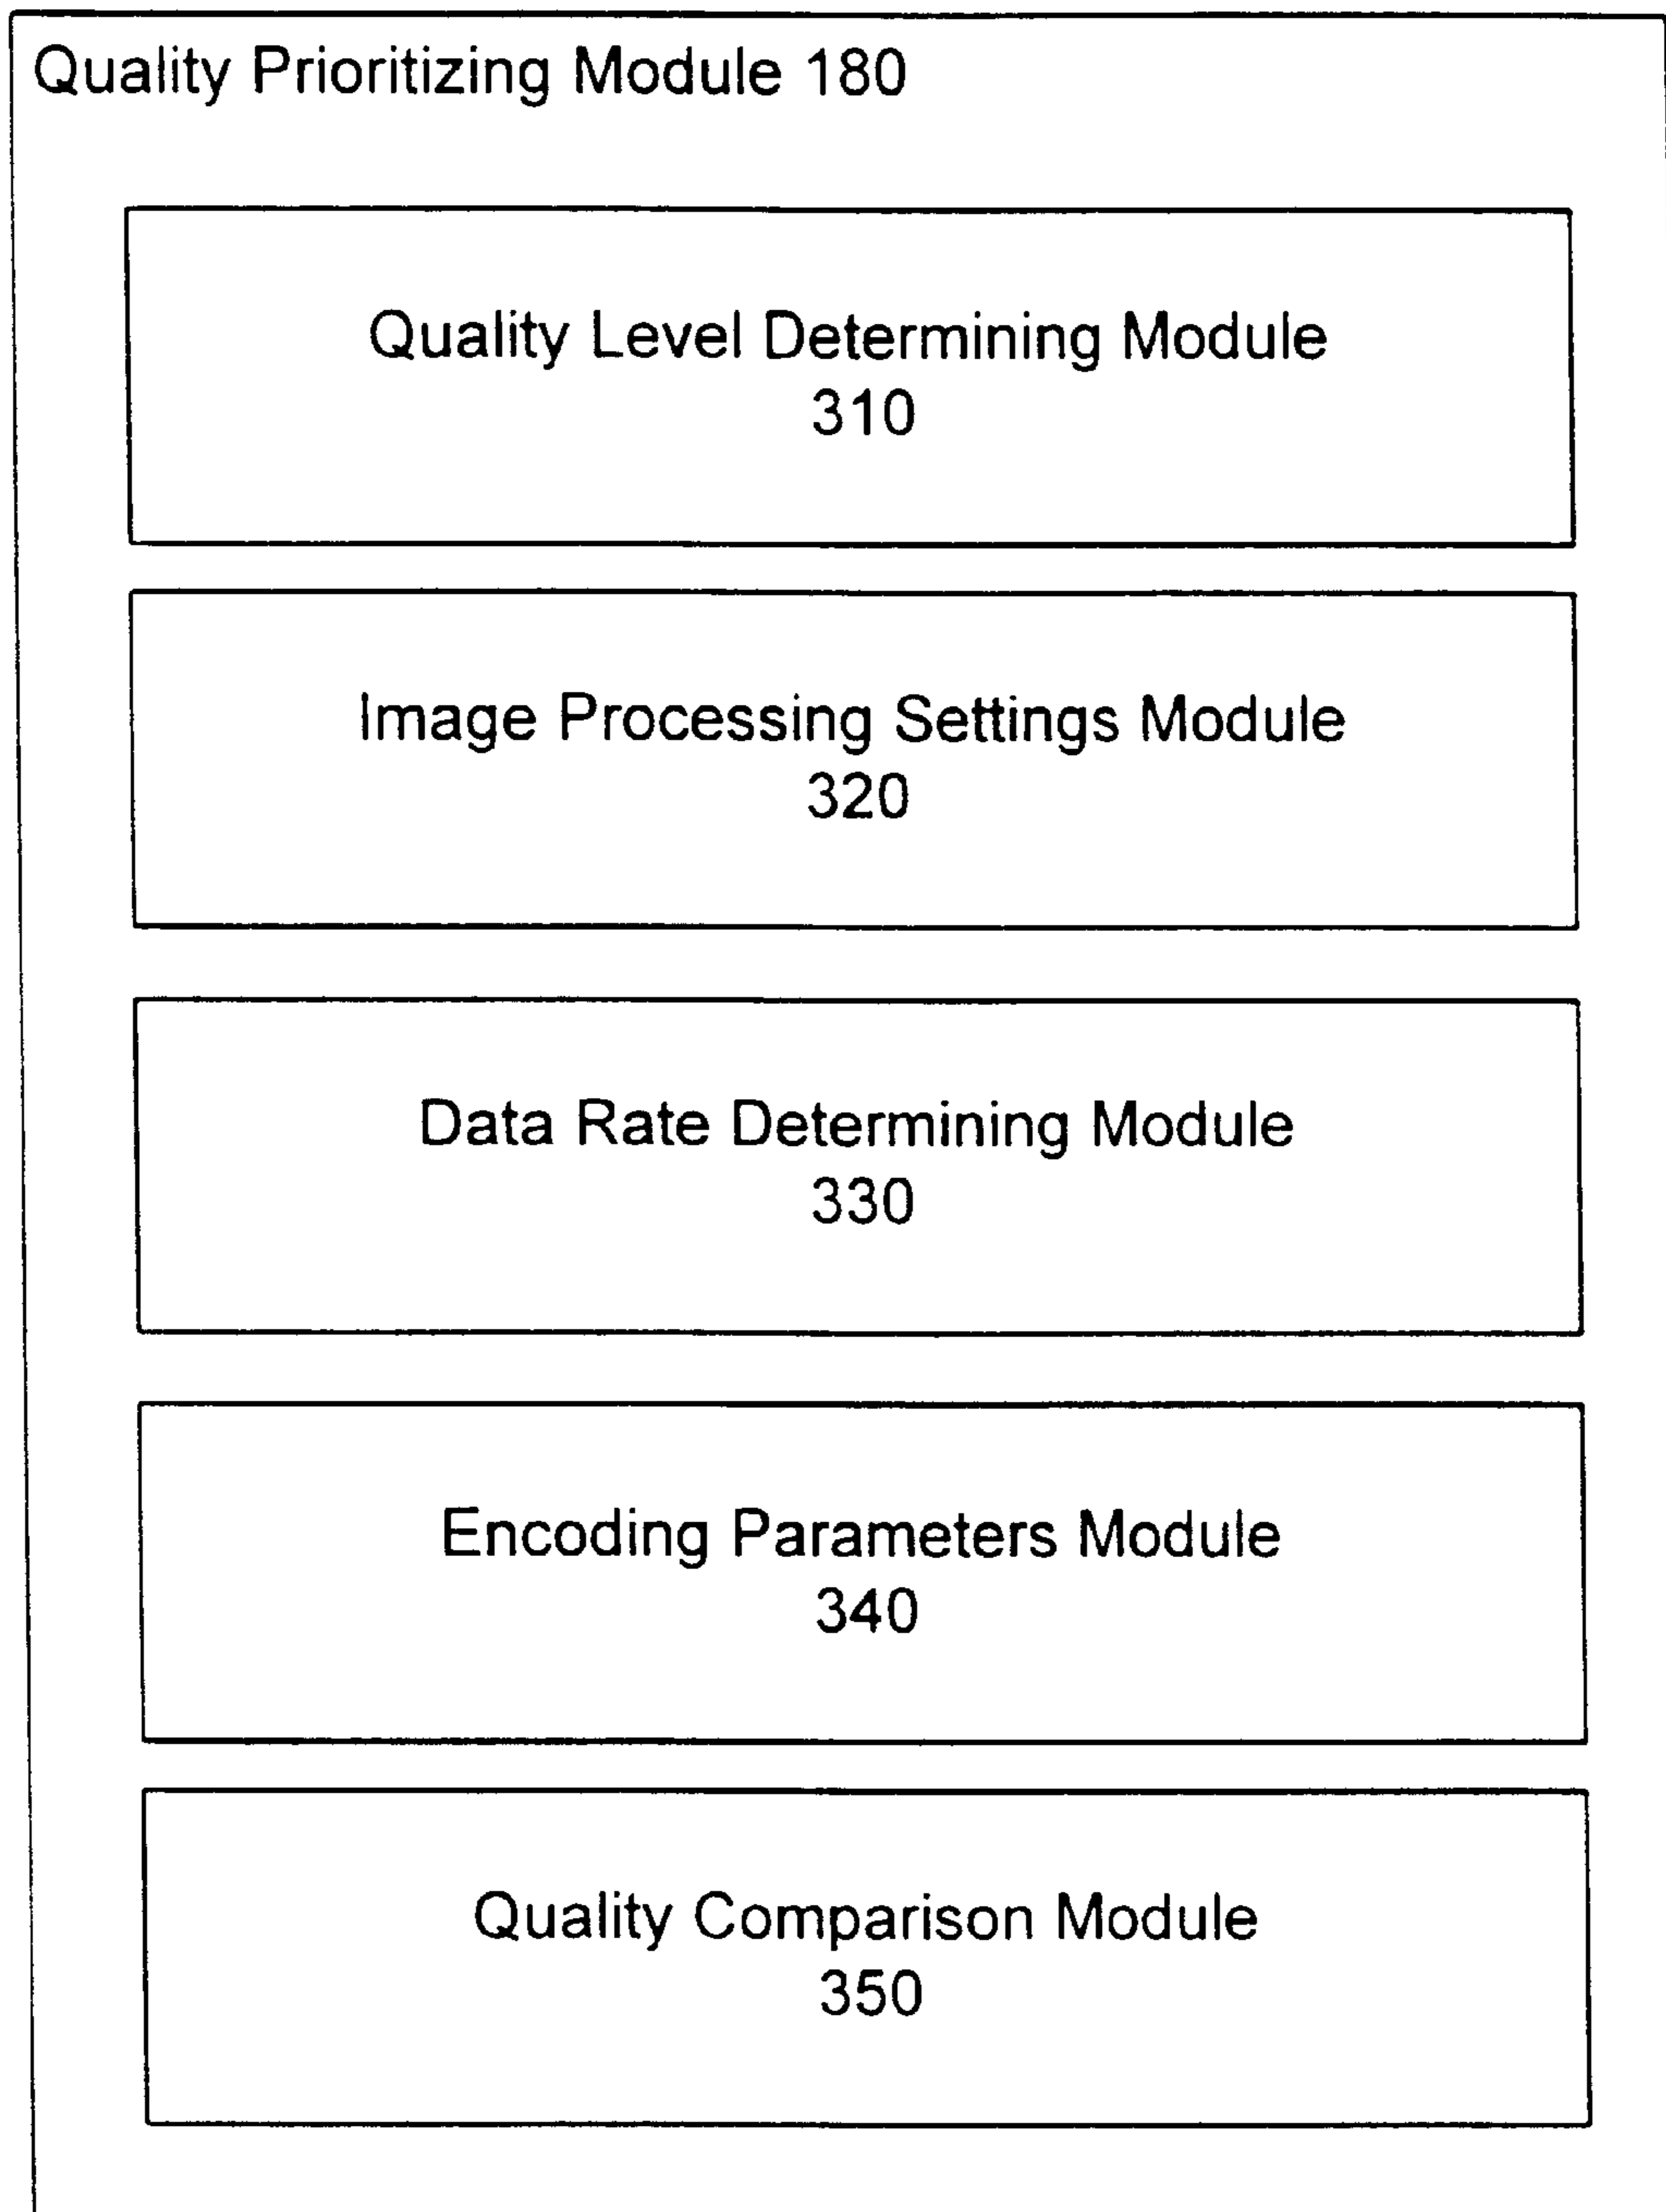 Quality Prioritizing Module 180
Quality Level Determining Module
310
Image Processing Settings Module
320
Data Rate Determining Module
330
Encoding Parameters Module
340
Quality Comparison Module
350